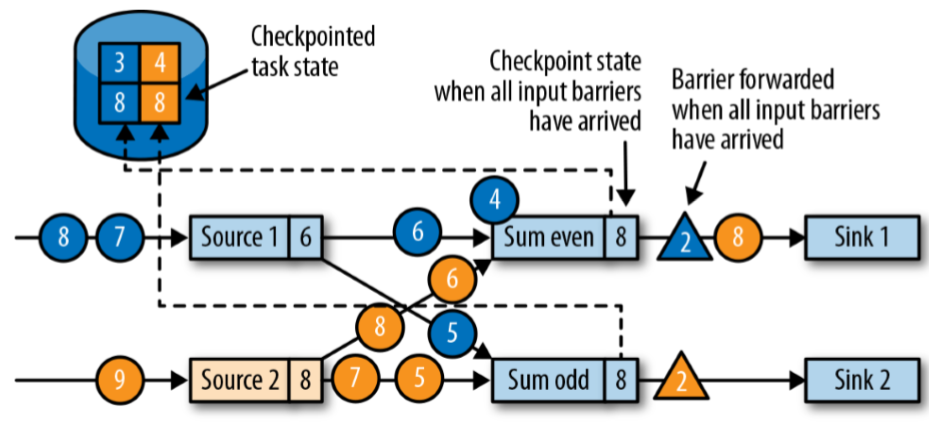 Checkpointed
task state
3 4
8 8
Checkpoint state
when all input barriers
have arrived
Barrier forwarded
when all input barriers
have arrived
4
8 7 Source 1 6 6 Sum even 8 2 8 Sink 1
6
8 5
9 Source 2 8 7 5 Sum odd 8 2 Sink 2